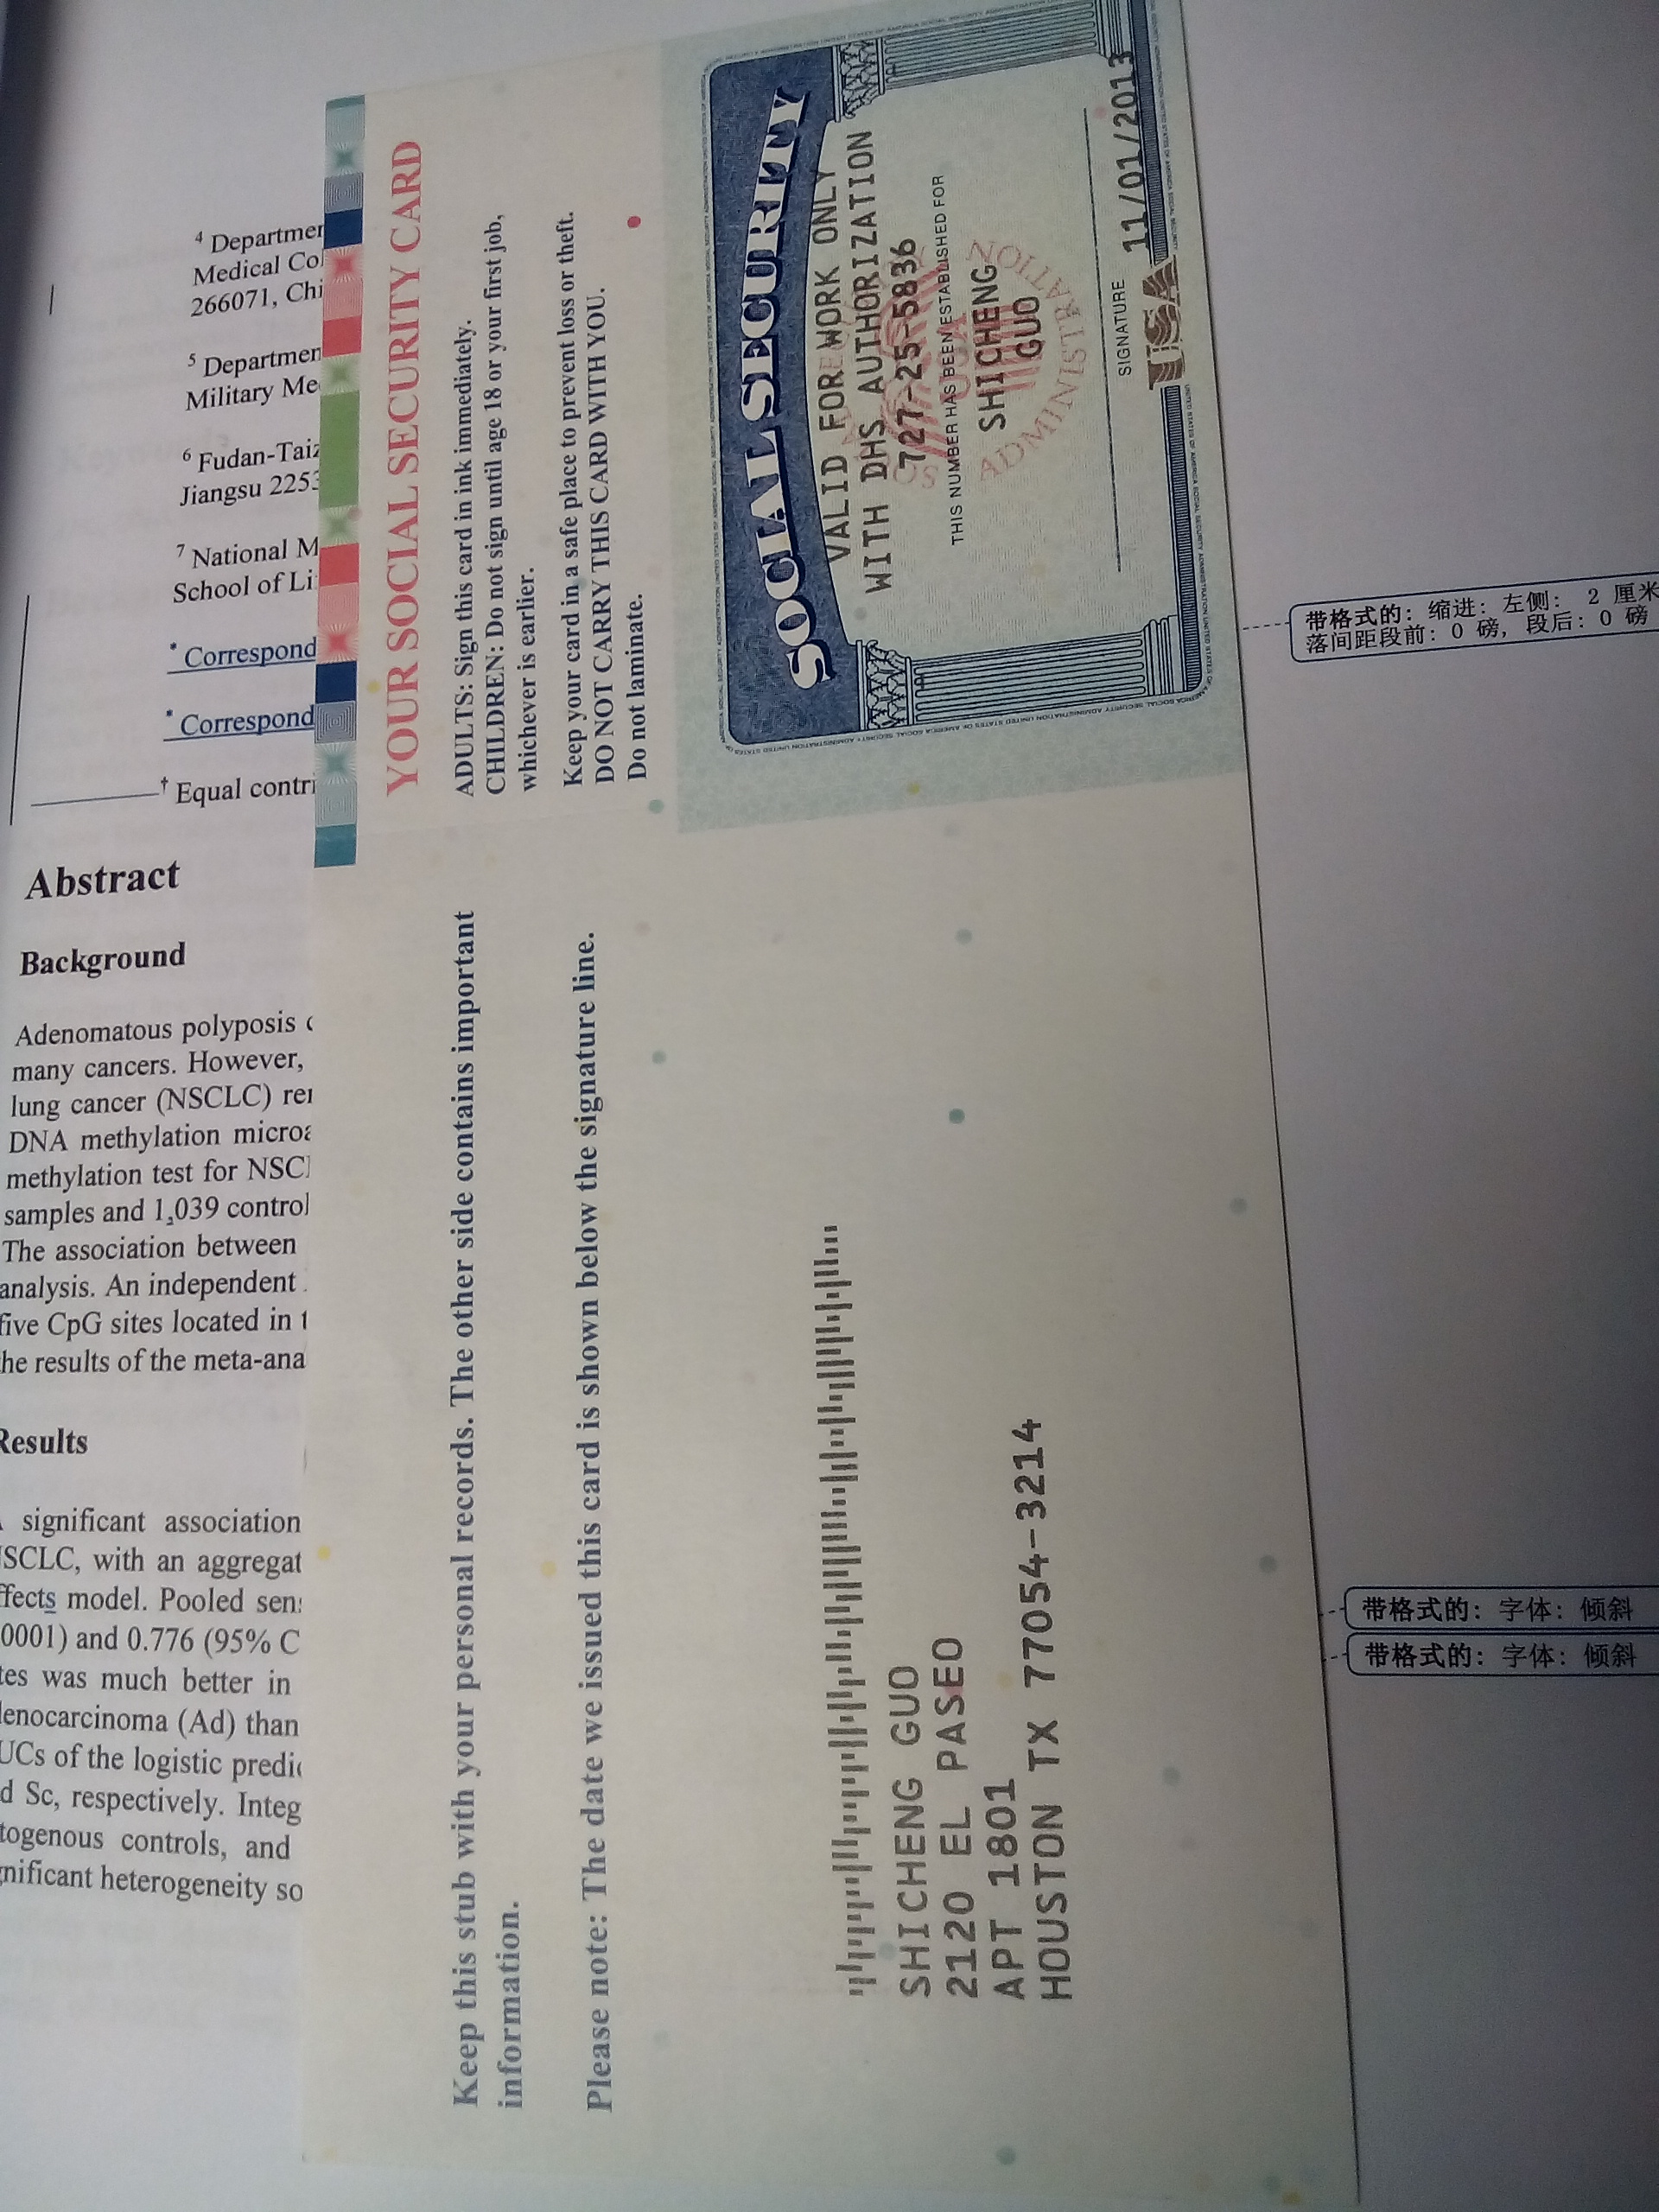 4 Departmen
Medical Col
266071, Chi
5 Departmen
Military Me
6 Fudan-Taiz
Jiangsu 2253
7 National M
School of Li
* Correspond
* Correspond
† Equal contri
Abstract
Background
Adenomatous polyposis c
many cancers. However,
lung cancer (NSCLC) rer
DNA methylation microa
methylation test for NSC
samples and 1,039 control
The association between
analysis. An independent
five CpG sites located in t
he results of the meta-ana
Results
significant association
NSCLC, with an aggregat
ffects model. Pooled sens
0001) and 0.776 (95% C
tes was much better in
denocarcinoma (Ad) than
UCs of the logistic predic
d Sc, respectively. Integ
togenous controls, and
gnificant heterogeneity so
YOUR SOCIAL SECURITY CARD
ADULTS: Sign this card in ink immediately.
CHILDREN: Do not sign until age 18 or your first job,
whichever is earlier.
Keep your card in a safe place to prevent loss or theft.
DO NOT CARRY THIS CARD WITH YOU.
Do not laminate.
SOCIAL SECURITY
VALID FOR WORK ONLY
WITH DHS AUTHORIZATION
727-25-5836
THIS NUMBER HAS BEEN ESTABLISHED FOR
SHICHENG
GUO
ADMINISTRATION
SIGNATURE 11/01/2013
USA
Keep this stub with your personal records. The other side contains important
information.
Please note: The date we issued this card is shown below the signature line.
SHICHENG GUO
2120 EL PASEO
APT 1801
HOUSTON TX 77054-3214
带格式的: 缩进: 左侧: 2 厘米
落间距段前: 0 磅, 段后: 0 磅
带格式的: 字体: 倾斜
带格式的: 字体: 倾斜